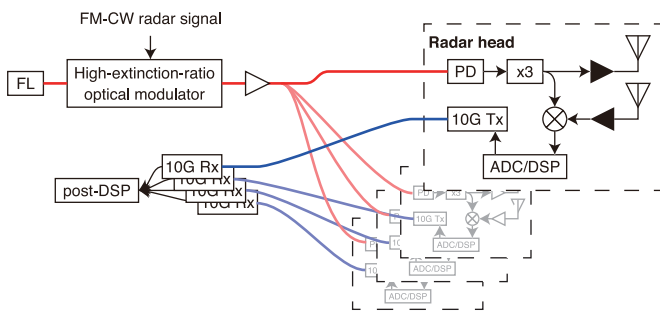 FM-CW radar signal
FL
High-extinction-ratio
optical modulator
Radar head
PD
x3
10G Tx
ADC/DSP
post-DSP
10G Rx
10G Rx
10G Rx
10G Rx
PD
x3
10G Tx
ADC/DSP
10
ADC/DSP
P
10
ADC/DSP